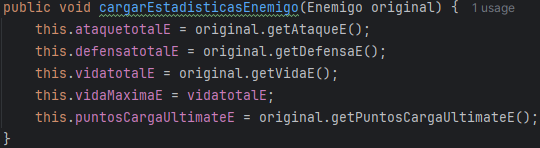 public void cargarEstadisticasEnemigo(Enemigo original) { 1 usage
    this.ataquetotalE = original.getAtaqueE();
    this.defensatotalE = original.getDefensaE();
    this.vidatotalE = original.getVidaE();
    this.vidaMaximaE = vidatotalE;
    this.puntosCargaUltimateE = original.getPuntosCargaUltimateE();
}